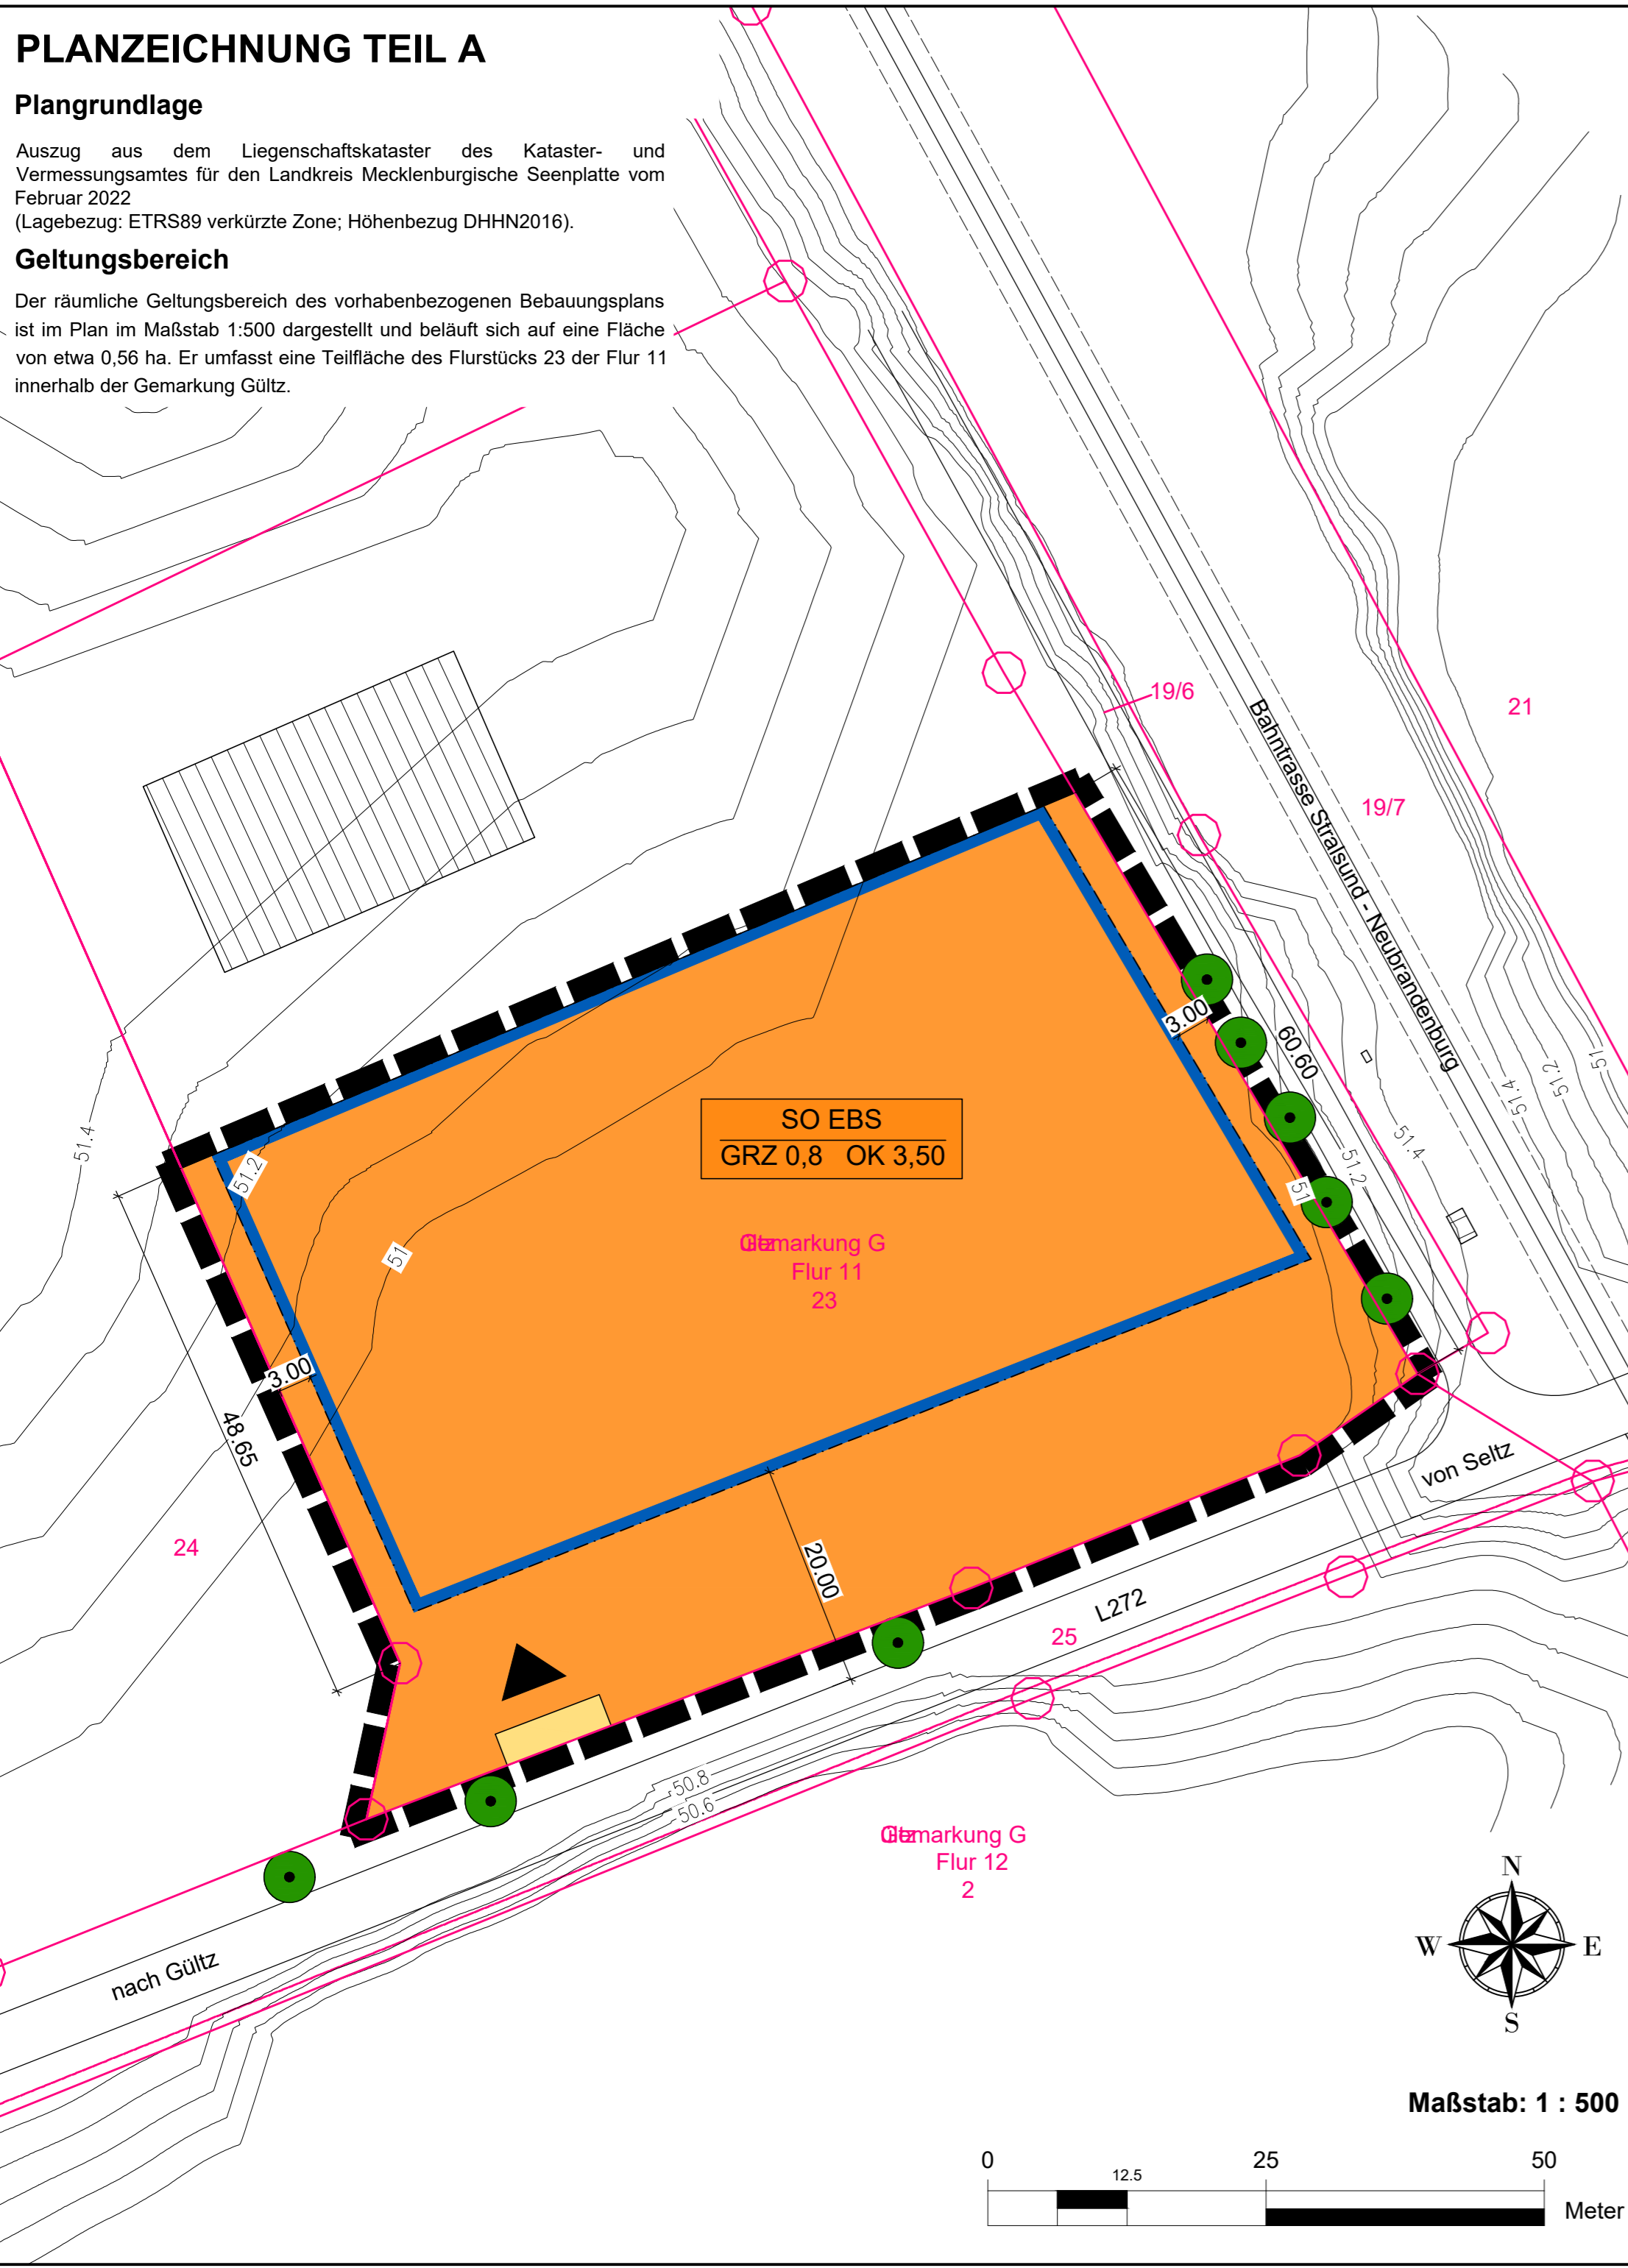 PLANZEICHNUNG TEIL A
Plangrundlage
Auszug aus dem Liegenschaftskataster des Kataster- und
Vermessungsamtes für den Landkreis Mecklenburgische Seenplatte vom
Februar 2022
(Lagebezug: ETRS89 verkürzte Zone; Höhenbezug DHHN2016).
Geltungsbereich
Der räumliche Geltungsbereich des vorhabenbezogenen Bebauungsplans
ist im Plan im Maßstab 1:500 dargestellt und beläuft sich auf eine Fläche
von etwa 0,56 ha. Er umfasst eine Teilfläche des Flurstücks 23 der Flur 11
innerhalb der Gemarkung Gültz.
19/6
21
Bahntrasse Stralsund - Neubrandenburg
19/7
3.00
60.60
51.4
51.2
51
51.4
51.2
SO EBS
GRZ 0,8 OK 3,50
51.4
51.2
51
51
Gemarkung G
Flur 11
23
3.00
48.65
24
20.00
von Seltz
L272
25
50.8
50.6
Gemarkung G
Flur 12
2
nach Gültz
N
W E
S
Maßstab: 1 : 500
0 12.5 25 50
Meter